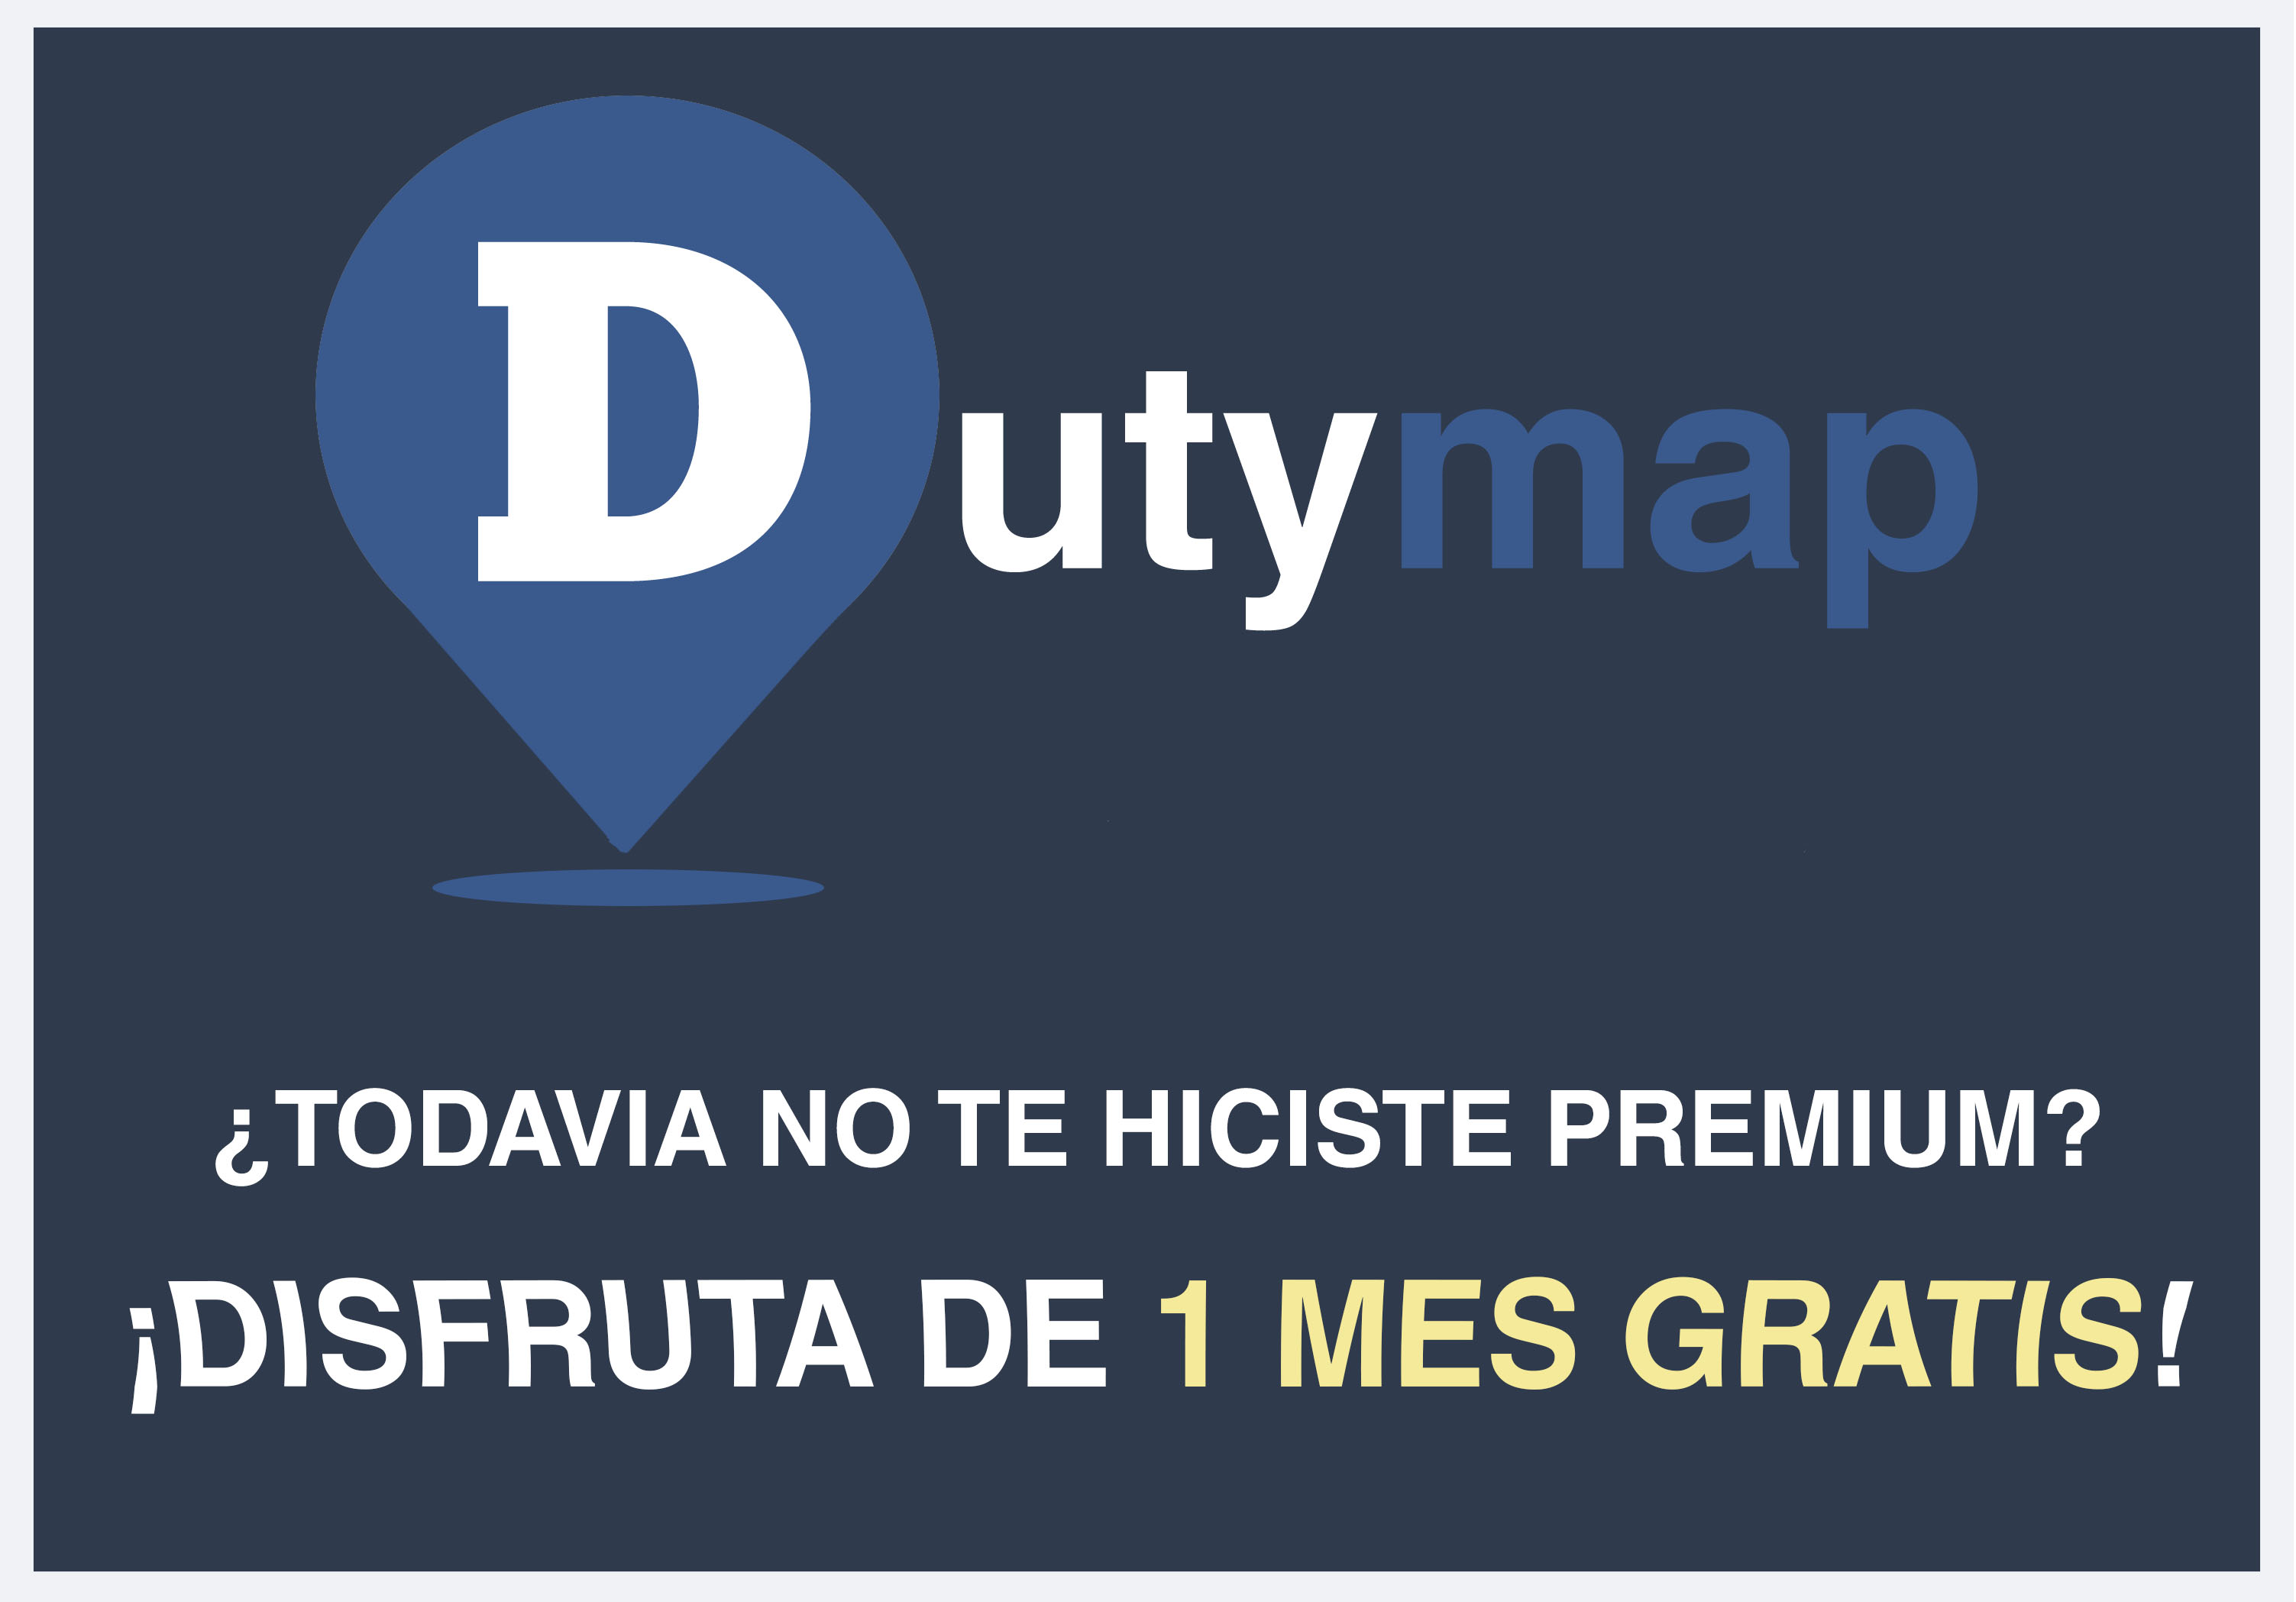 Dutymap
¿TODAVIA NO TE HICISTE PREMIUM?
¡DISFRUTA DE 1 MES GRATIS!